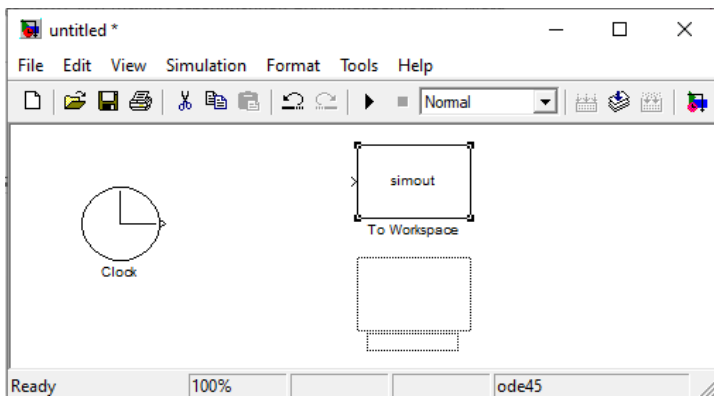 untitled *
File Edit View Simulation Format Tools Help
Normal
simout
To Workspace
Clock
Ready 100% ode45